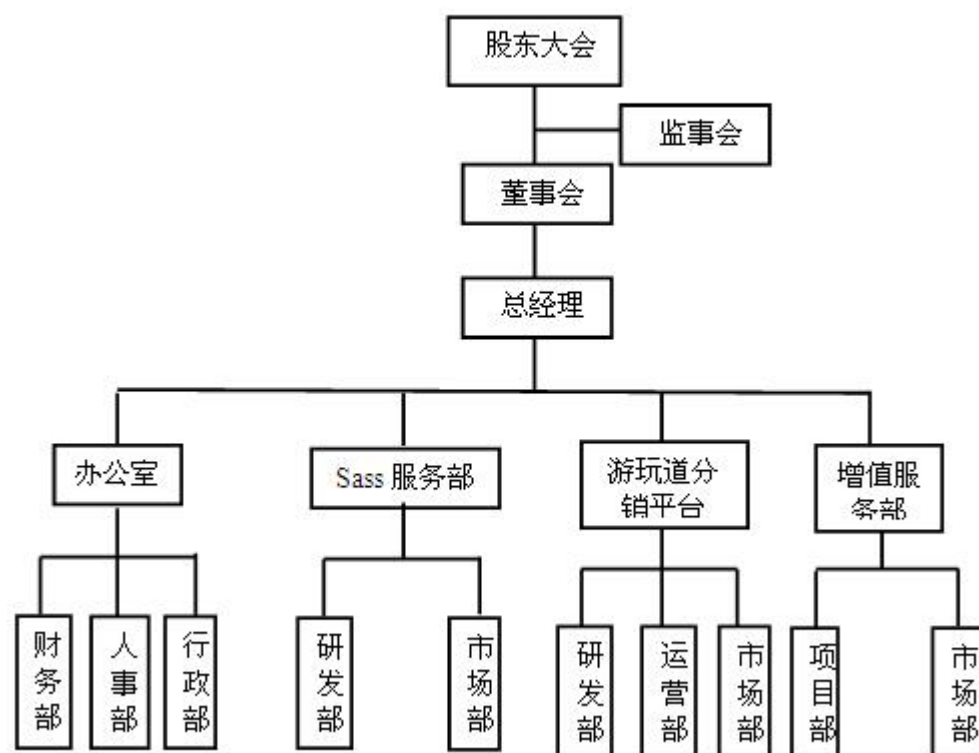 股东大会
监事会
董事会
总经理
办公室
Sass 服务部
游玩道分
销平台
增值服
务部
财务部
人事部
行政部
研发部
市场部
研发部
运营部
市场部
项目部
市场部